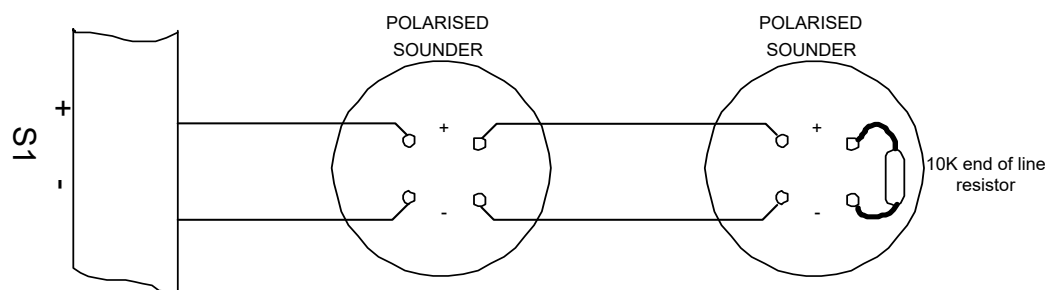 POLARISED
SOUNDER
POLARISED
SOUNDER
+
S1
-
+
-
+
-
10K end of line
resistor